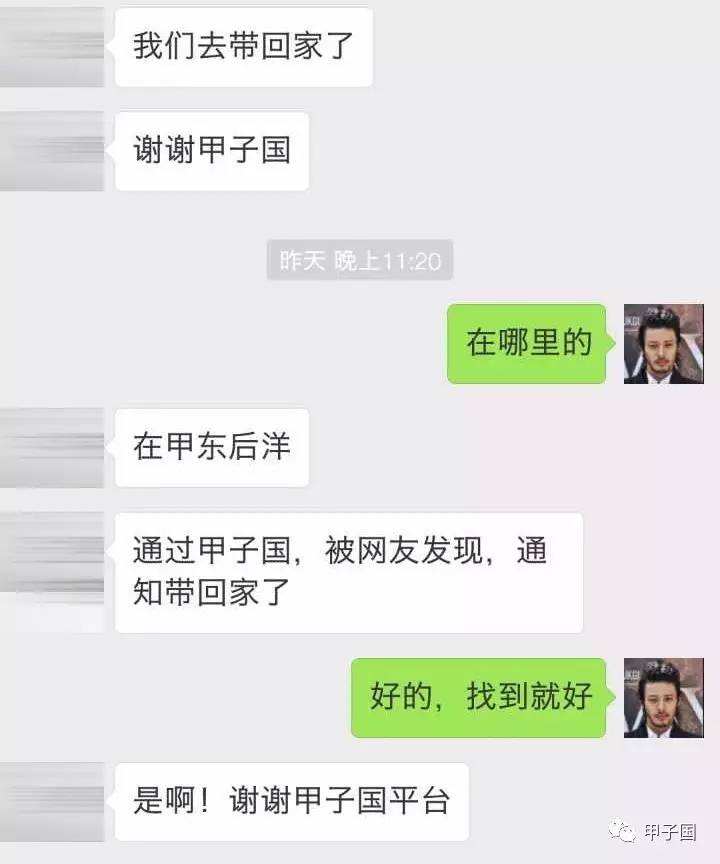 我们去带回家了
谢谢甲子国
昨天 晚上11:20
在哪里的
在甲东后洋
通过甲子国，被网友发现，通
知带回家了
好的，找到就好
是啊！谢谢甲子国平台
甲子国